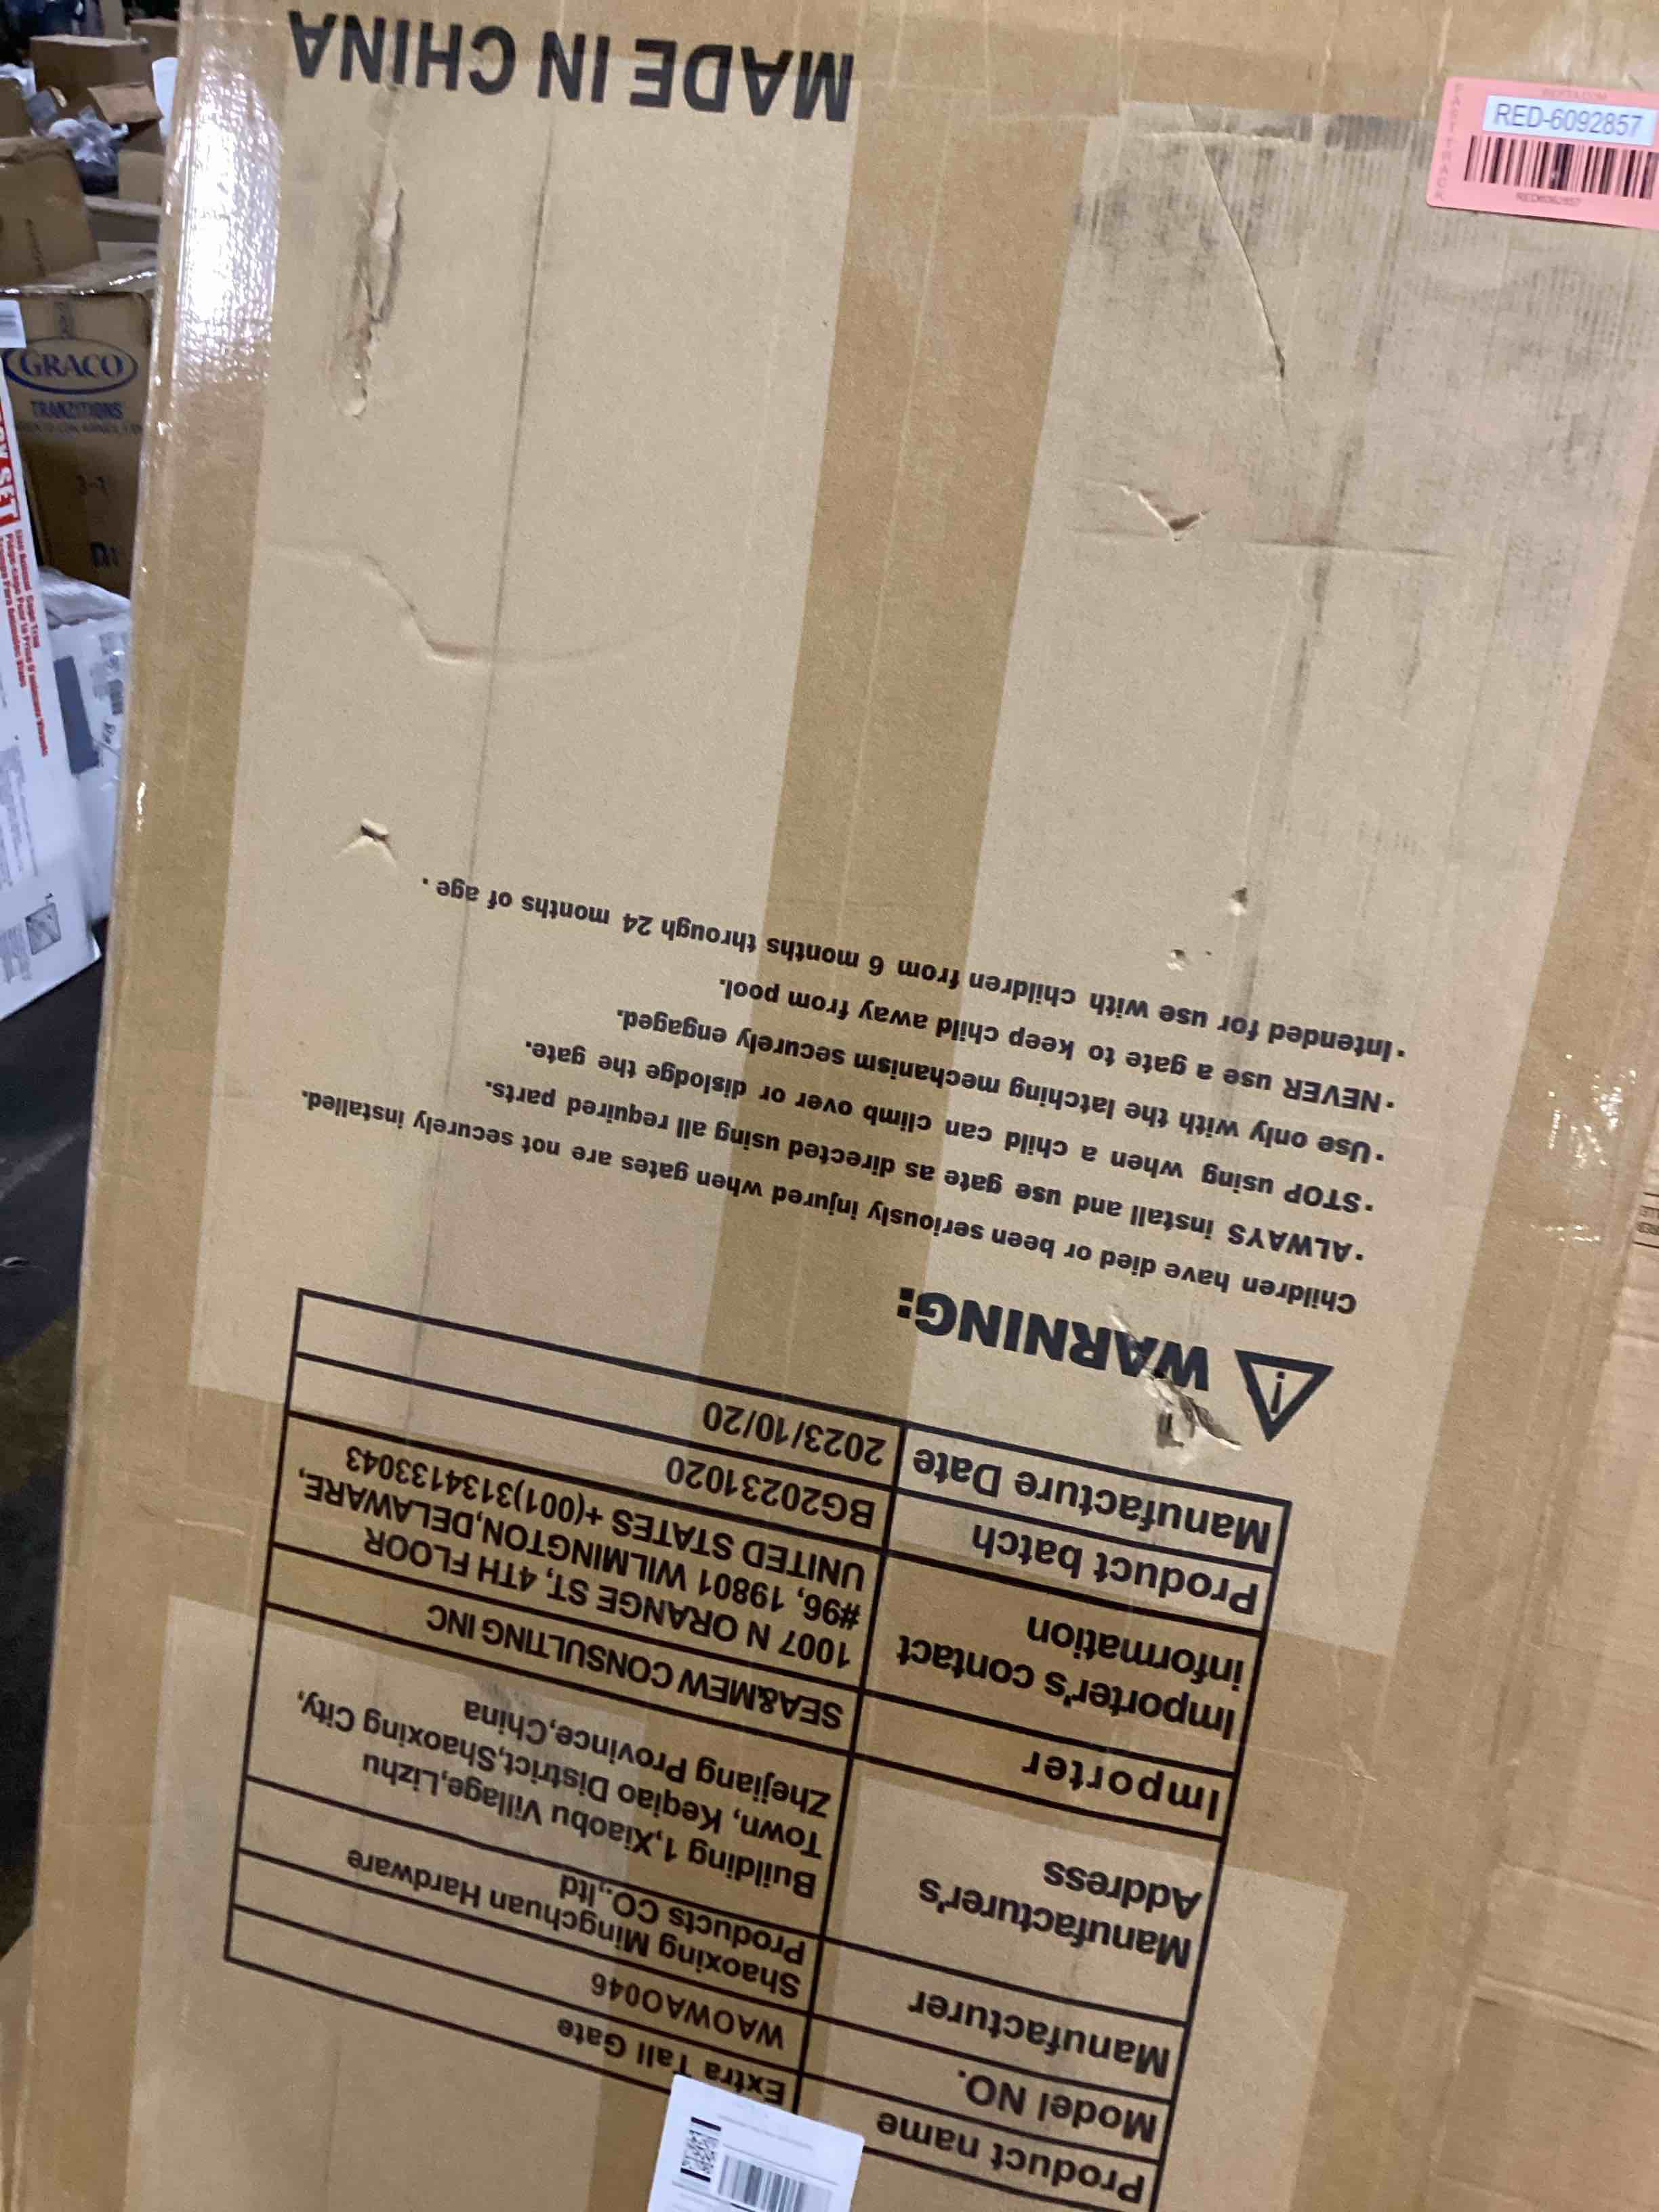 Product name
Extra Tall Gate
Model NO.
WAOWAO046
Manufacturer
Shaoxing Mingchuan Hardware
Products CO.,ltd
Manufacturer's
Address
Building 1,Xiaobu Village,Lizhu
Town, Keqiao District,Shaoxing City,
Zhejiang Province,China
Importer
SEA&MEW CONSULTING INC
Importer's contact
information
1007 N ORANGE ST, 4TH FLOOR
#96, 19801 WILMINGTON,DELAWARE,
UNITED STATES +(001)3134133043
Product batch
BG20231020
Manufacture Date
2023/10/20
WARNING:
Children have died or been seriously injured when gates are not securely installed.
·ALWAYS install and use gate as directed using all required parts.
·STOP using when a child can climb over or dislodge the gate.
·Use only with the latching mechanism securely engaged.
·NEVER use a gate to keep child away from pool.
·Intended for use with children from 6 months through 24 months of age .
MADE IN CHINA
RED-6092857
RED6092857
FAST TRACK
GRACO
TRANZITIONS